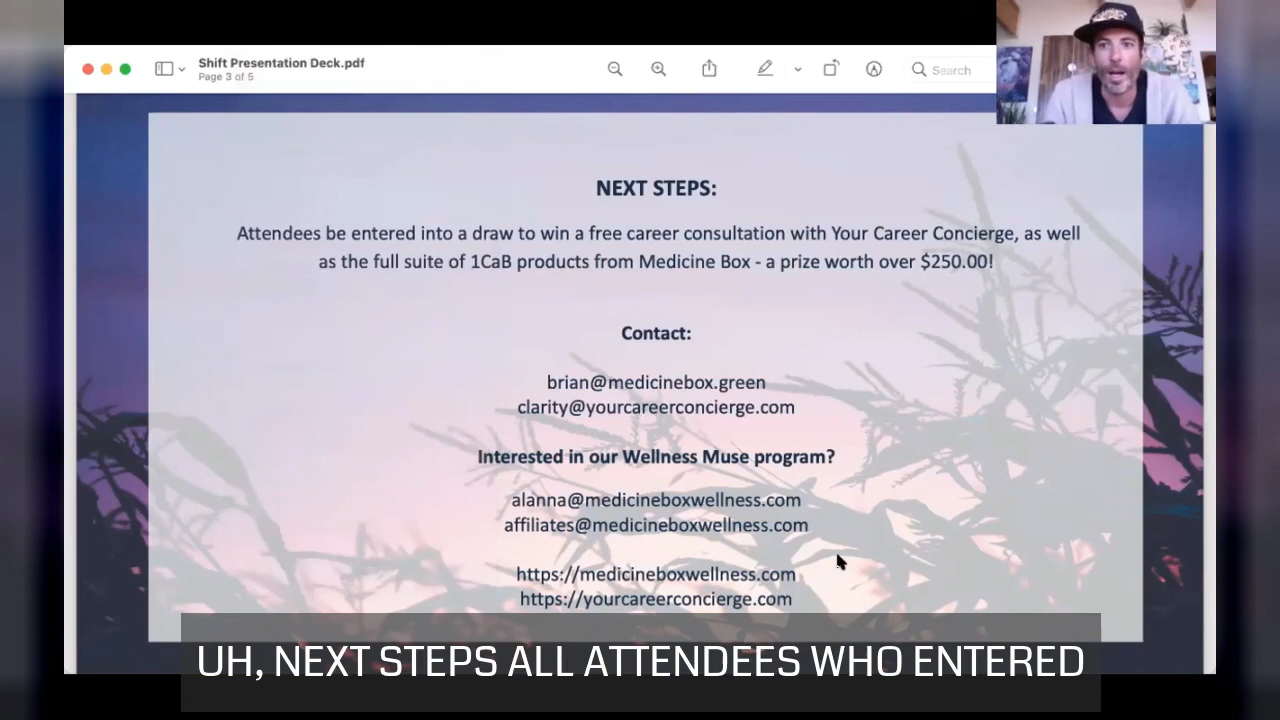 Shift Presentation Deck.pdf
Page 3 of 5
Search
NEXT STEPS:
Attendees be entered into a draw to win a free career consultation with Your Career Concierge, as well
as the full suite of 1CaB products from Medicine Box - a prize worth over $250.00!
Contact:
brian@medicinebox.green
clarity@yourcareerconcierge.com
Interested in our Wellness Muse program?
alanna@medicineboxwellness.com
affiliates@medicineboxwellness.com
https://medicineboxwellness.com
https://yourcareerconcierge.com
UH, NEXT STEPS ALL ATTENDEES WHO ENTERED